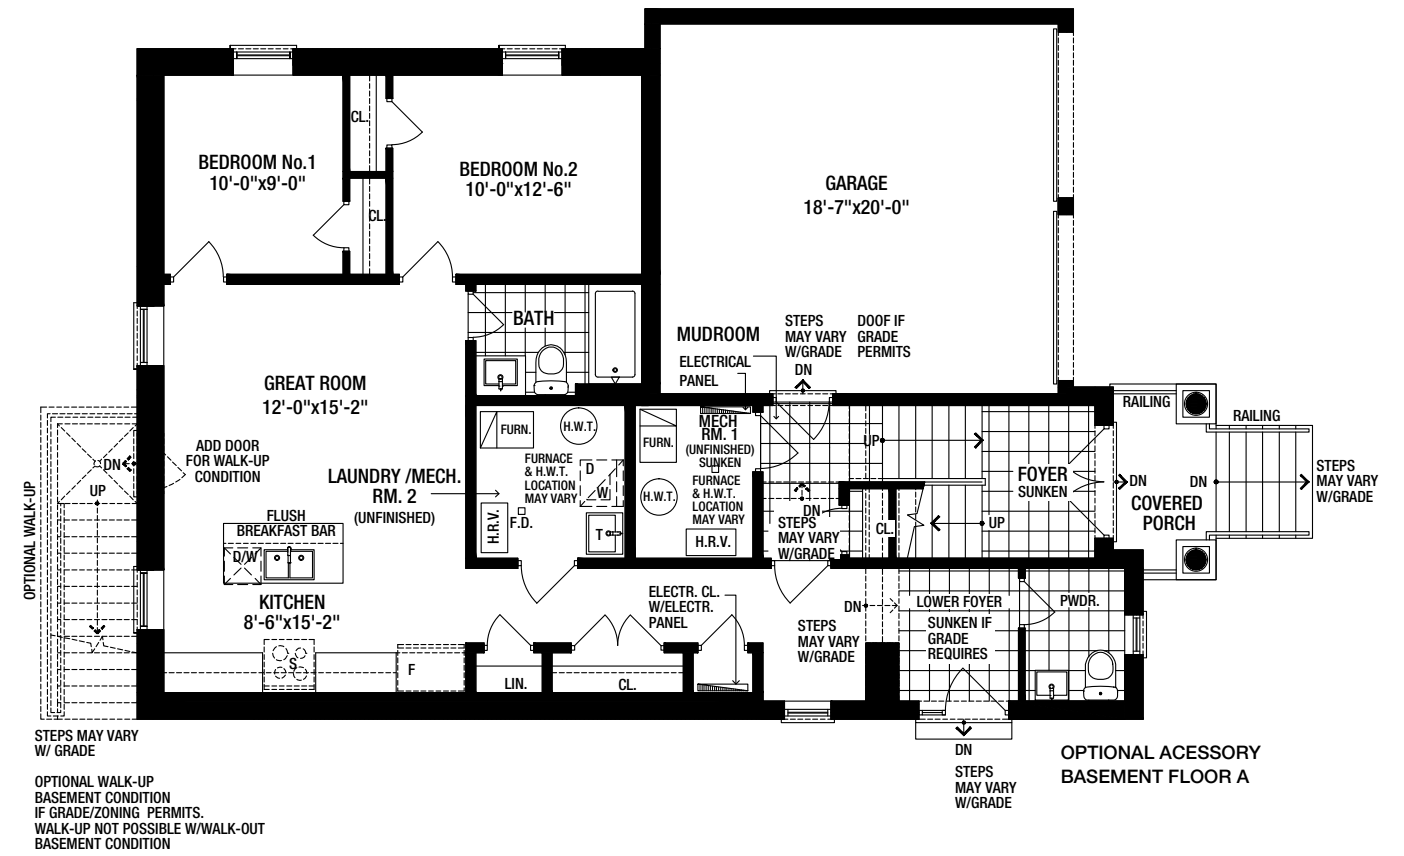 CL.
BEDROOM No.1
10'-0"x9'-0"
CL.
BEDROOM No.2
10'-0"x12'-6"
GARAGE
18'-7"x20'-0"
BATH
MUDROOM
ELECTRICAL
PANEL
STEPS
MAY VARY
W/GRADE
DN
DOOF IF
GRADE
PERMITS
GREAT ROOM
12'-0"x15'-2"
ADD DOOR
FOR WALK-UP
CONDITION
DN
UP
OPTIONAL WALK-UP
LAUNDRY /MECH.
RM. 2
(UNFINISHED)
FURN.
H.W.T.
FURNACE
& H.W.T.
LOCATION
MAY VARY
D
W
H.R.V.
F.D.
T
FURN.
MECH
RM. 1
(UNFINISHED)
SUNKEN
H.W.T.
FURNACE
& H.W.T.
LOCATION
MAY VARY
H.R.V.
UP
DN
STEPS
MAY VARY
W/GRADE
CL.
UP
FOYER
SUNKEN
RAILING
RAILING
DN
COVERED
PORCH
DN
STEPS
MAY VARY
W/GRADE
FLUSH
BREAKFAST BAR
D/W
KITCHEN
8'-6"x15'-2"
S
F
LIN.
CL.
ELECTR. CL.
W/ELECTR.
PANEL
STEPS
MAY VARY
W/GRADE
DN
LOWER FOYER
SUNKEN IF
GRADE
REQUIRES
PWDR.
DN
STEPS
MAY VARY
W/GRADE
OPTIONAL ACESSORY
BASEMENT FLOOR A
STEPS MAY VARY
W/ GRADE
OPTIONAL WALK-UP
BASEMENT CONDITION
IF GRADE/ZONING PERMITS.
WALK-UP NOT POSSIBLE W/WALK-OUT
BASEMENT CONDITION